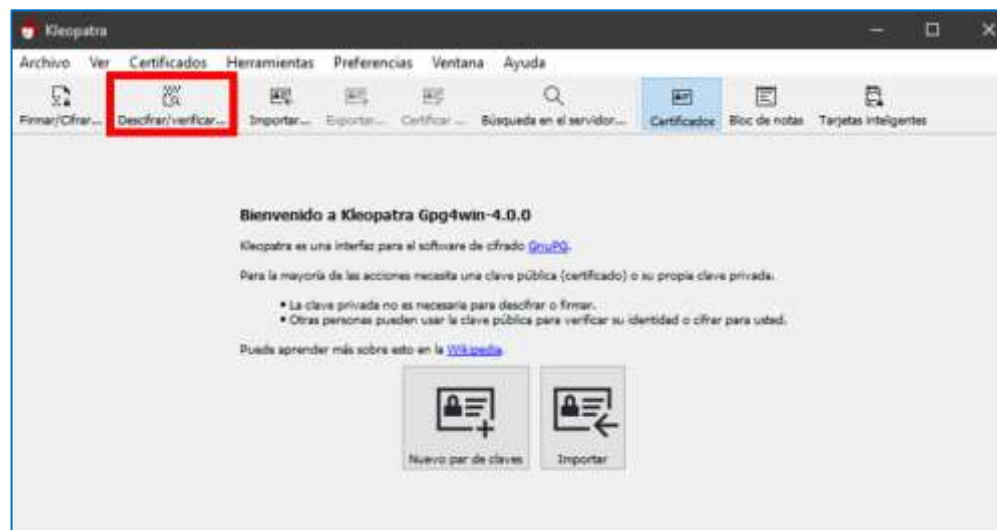 Kleopatra
Archivo Ver Certificados Herramientas Preferencias Ventana Ayuda
Firmar/Cifrar... Descifrar/verificar... Importar... Exportar... Certificar ... Búsqueda en el servidor... Certificados Bloc de notas Tarjetas inteligentes
Bienvenido a Kleopatra Gpg4win-4.0.0
Kleopatra es una interfaz para el software de cifrado GnuPG.
Para la mayoría de las acciones necesita una clave pública (certificado) o su propia clave privada.
• La clave privada no es necesaria para descifrar o firmar.
• Otras personas pueden usar la clave pública para verificar su identidad o cifrar para usted.
Puede aprender más sobre esto en la Wikipedia.
Nuevo par de claves Importar